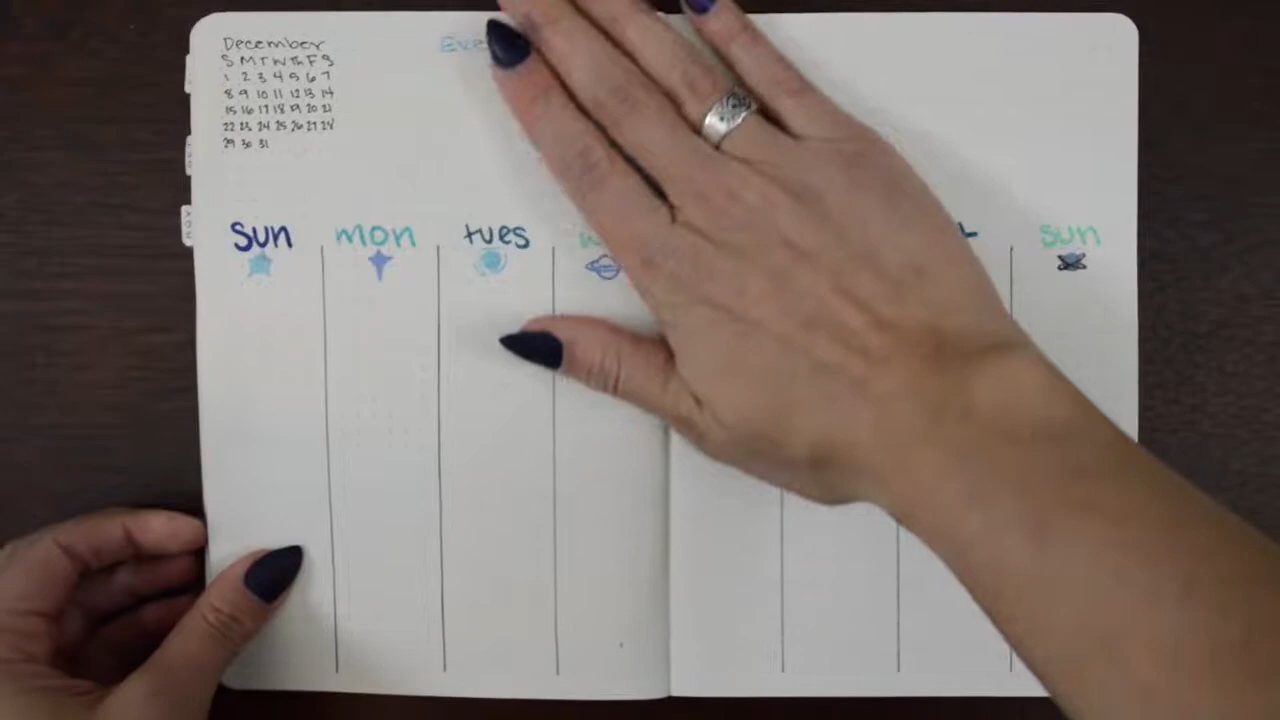 December
S M T W Th F S
1 2 3 4 5 6 7
8 9 10 11 12 13 14
15 16 17 18 19 20 21
22 23 24 25 26 27 28
29 30 31
sun mon tues sun